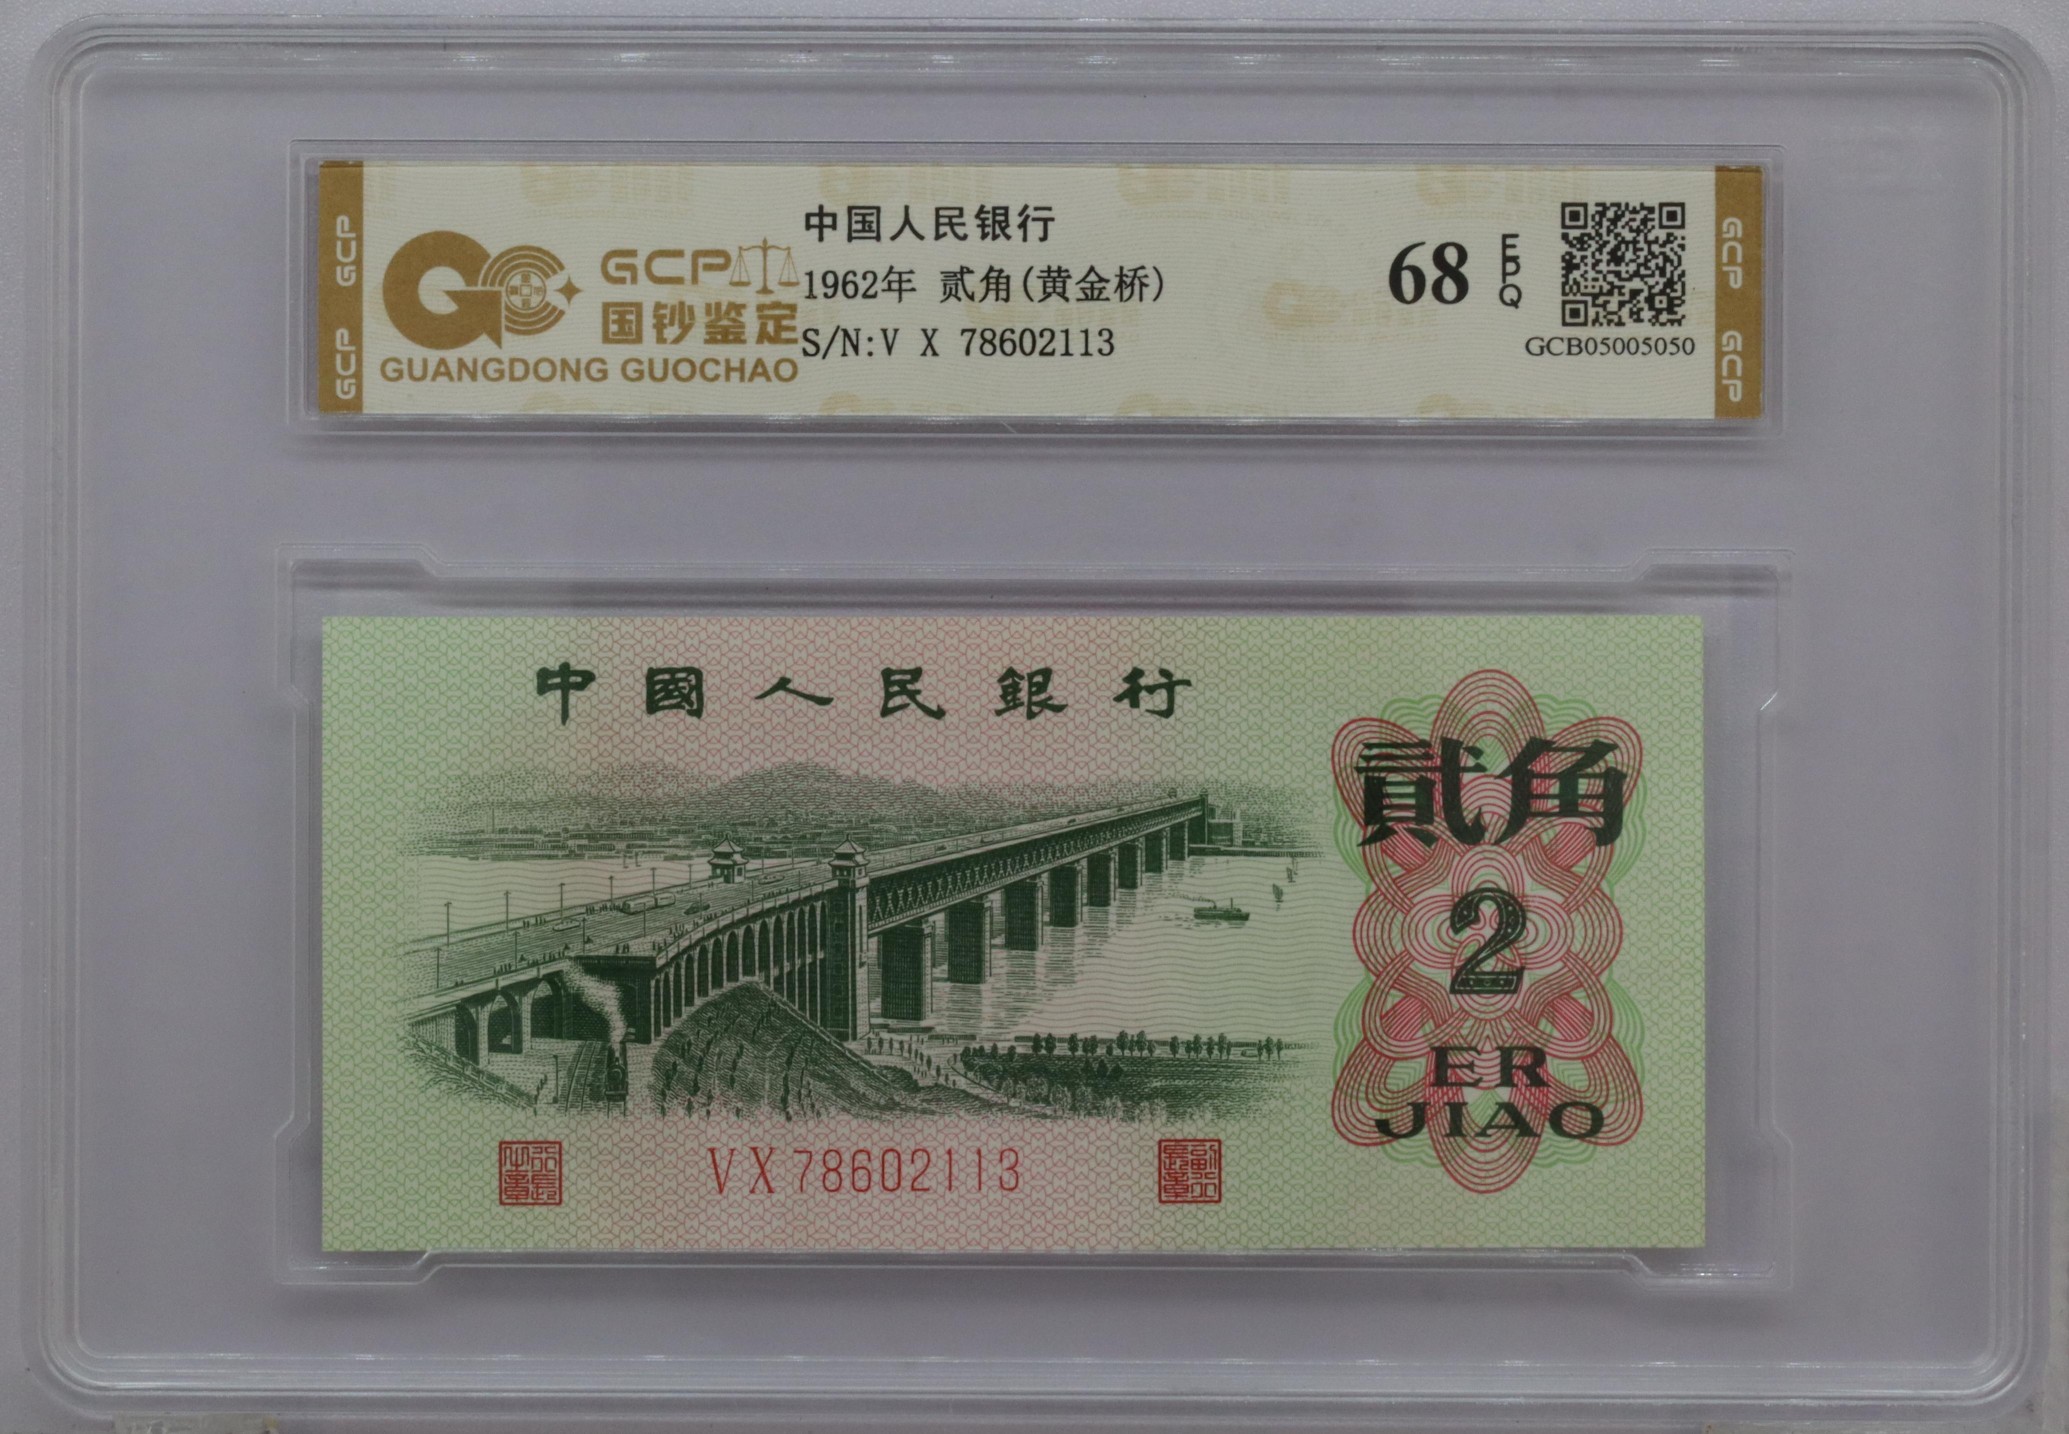 GCP
GCP
GCP
国钞鉴定
GUANGDONG GUOCHAO
中国人民银行
1962年 贰角(黄金桥)
S/N:V X 78602113
68
EPQ
GCB05005050
GCP
GCP
中國人民銀行
貳角
2
ER
JIAO
VX78602113